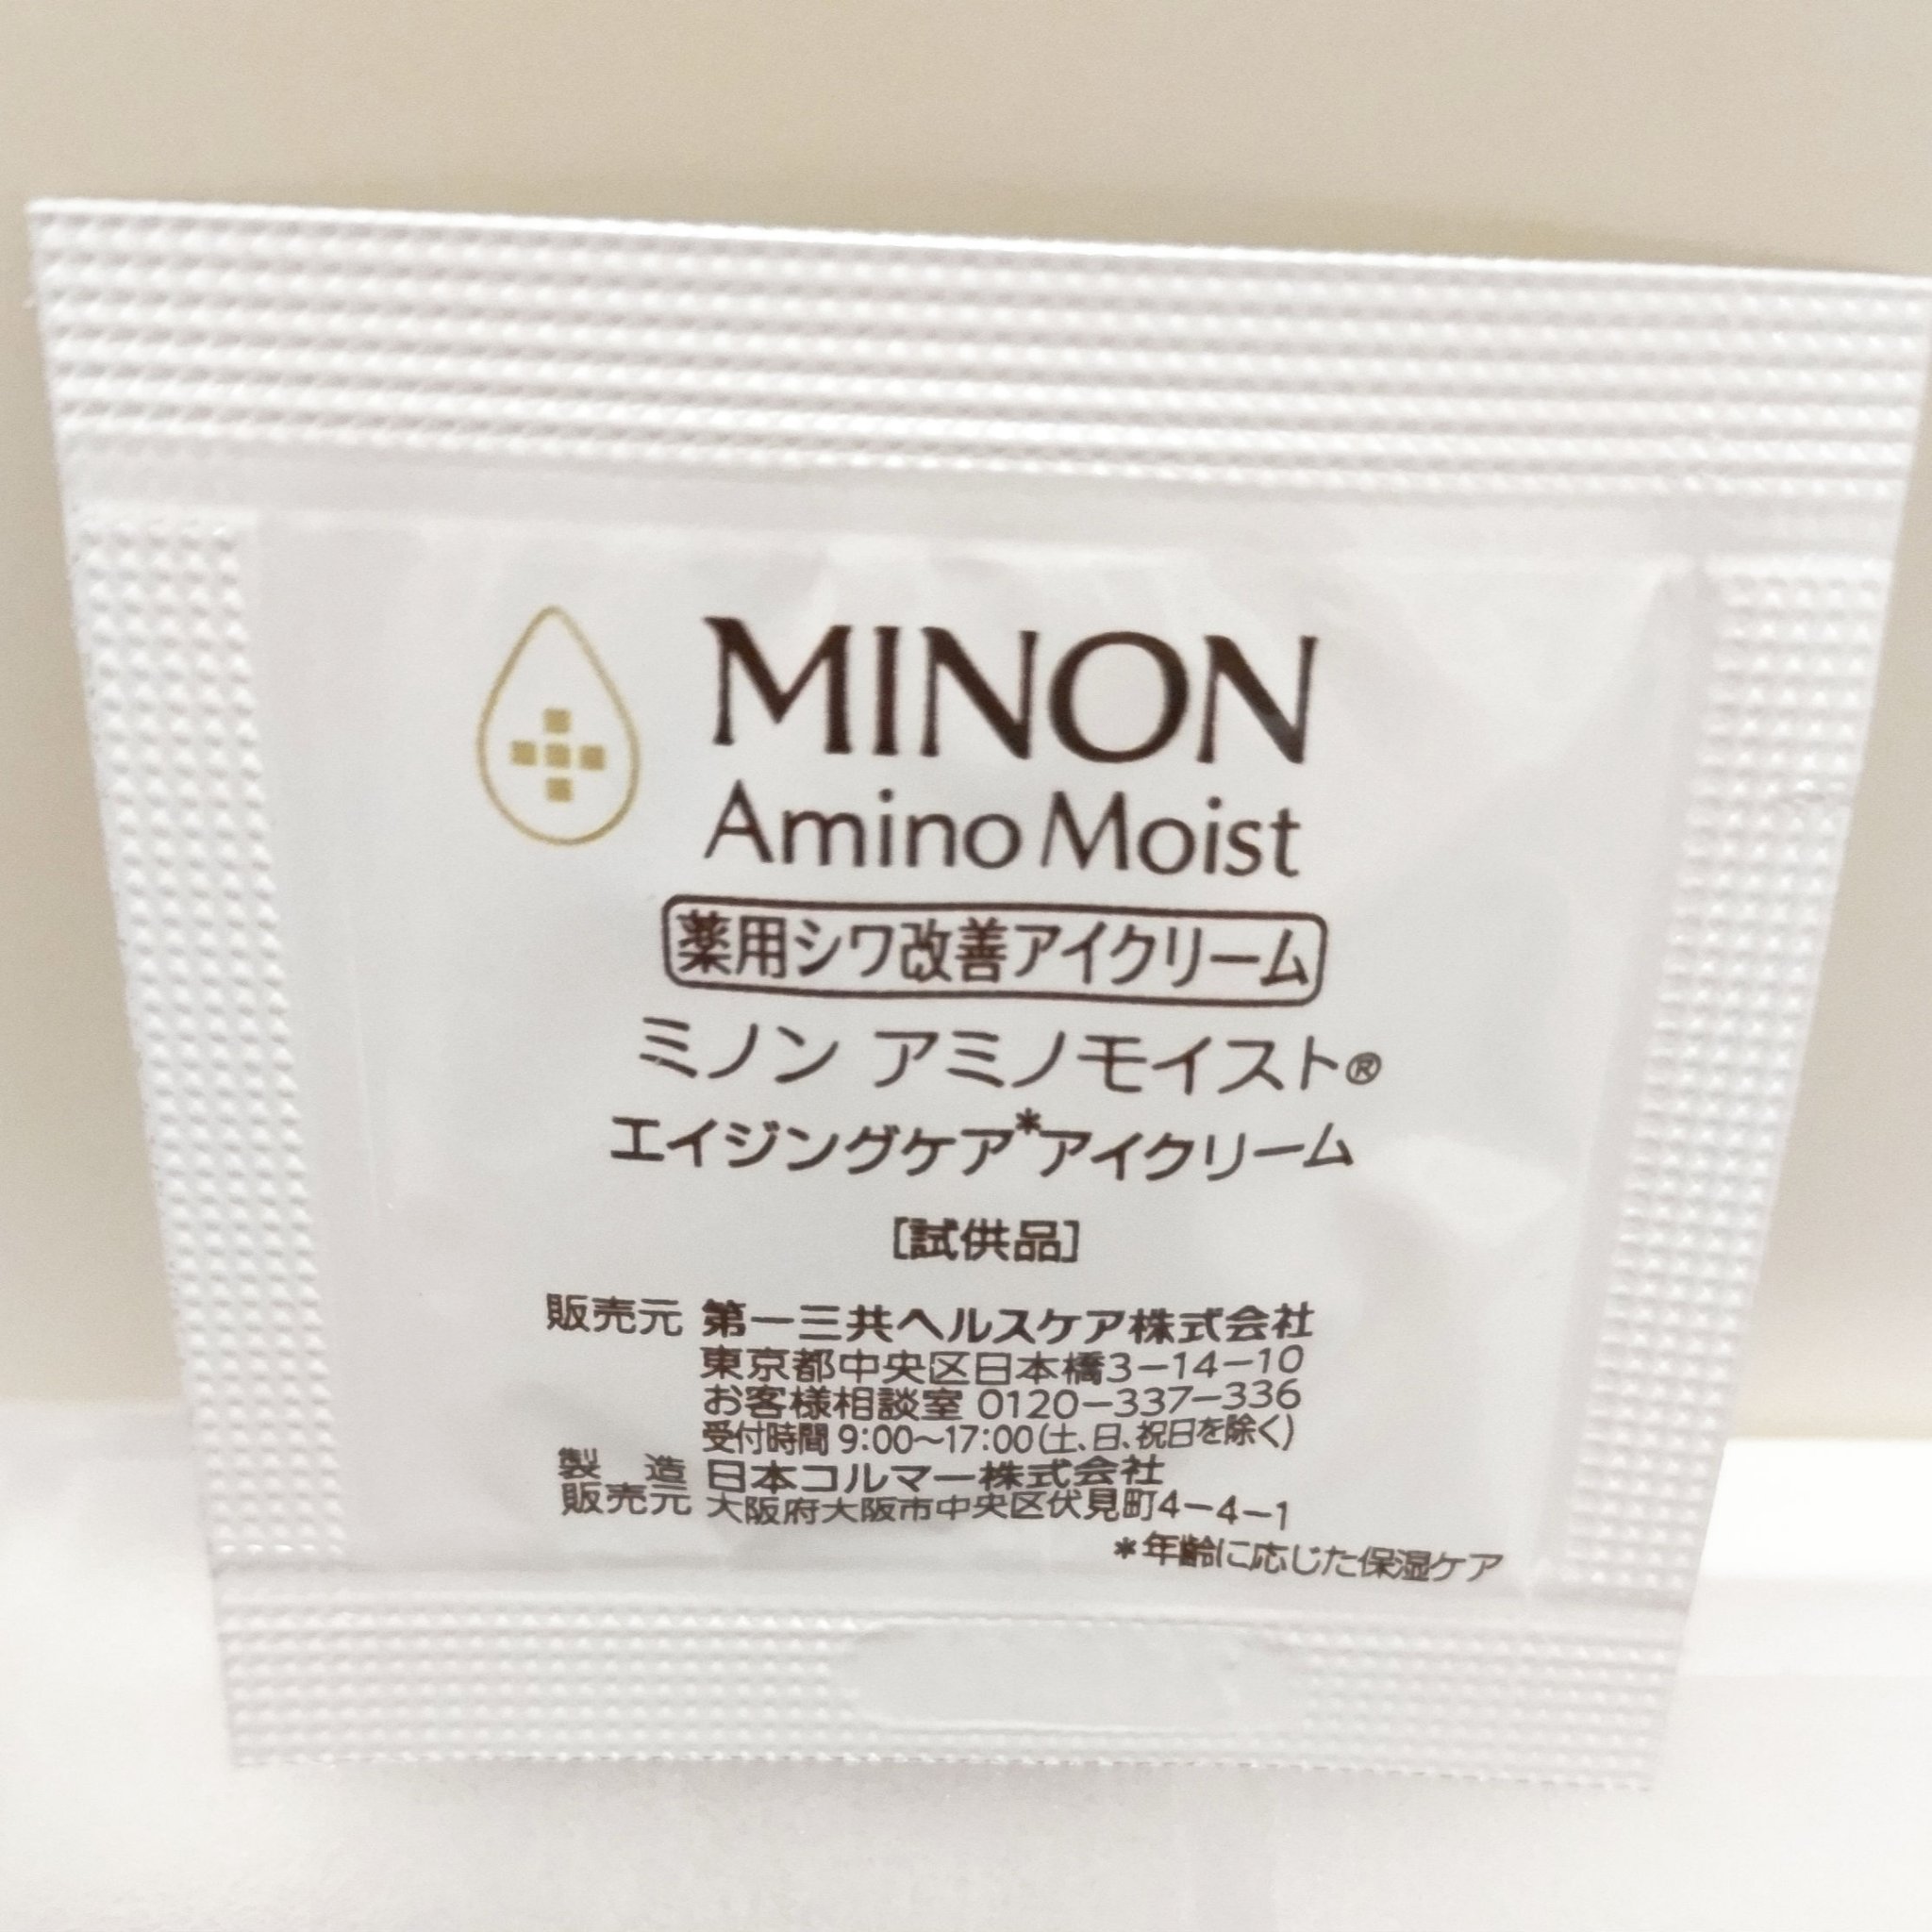 MINON
Amino Moist
薬用シワ改善アイクリーム
ミノン アミノモイスト®
エイジングケア*アイクリーム
[試供品]
販売元 第一三共ヘルスケア株式会社
東京都中央区日本橋3-14-10
お客様相談室 0120-337-336
受付時間 9:00~17:00(土、日、祝日を除く)
製造 日本コルマー株式会社
販売元 大阪府大阪市中央区伏見町4-4-1
*年齢に応じた保湿ケア